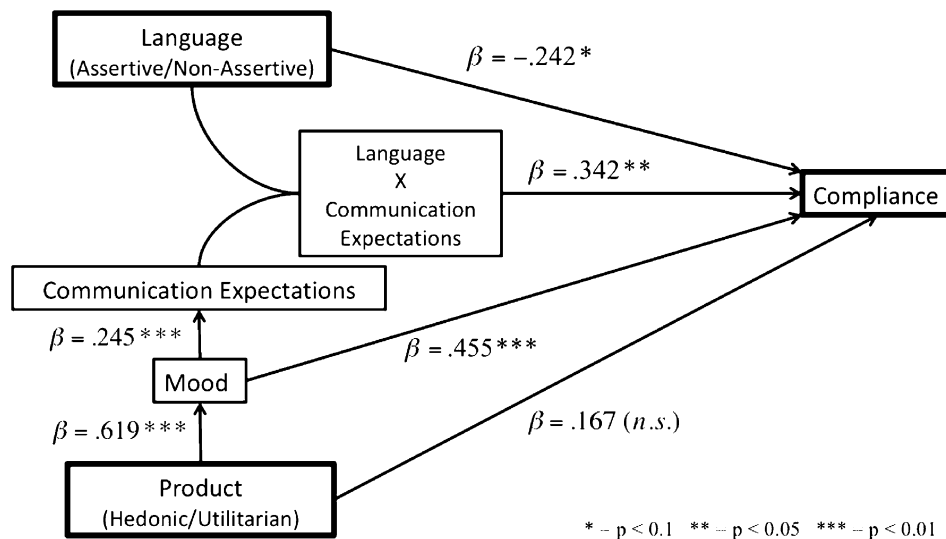 Language
(Assertive/Non-Assertive)
β = -.242 *
Language
X
Communication
Expectations
β = .342 **
Compliance
Communication Expectations
β = .245 ***
β = .455 ***
Mood
β = .619 ***
β = .167 (n.s.)
Product
(Hedonic/Utilitarian)
* – p < 0.1 ** – p < 0.05 *** – p < 0.01